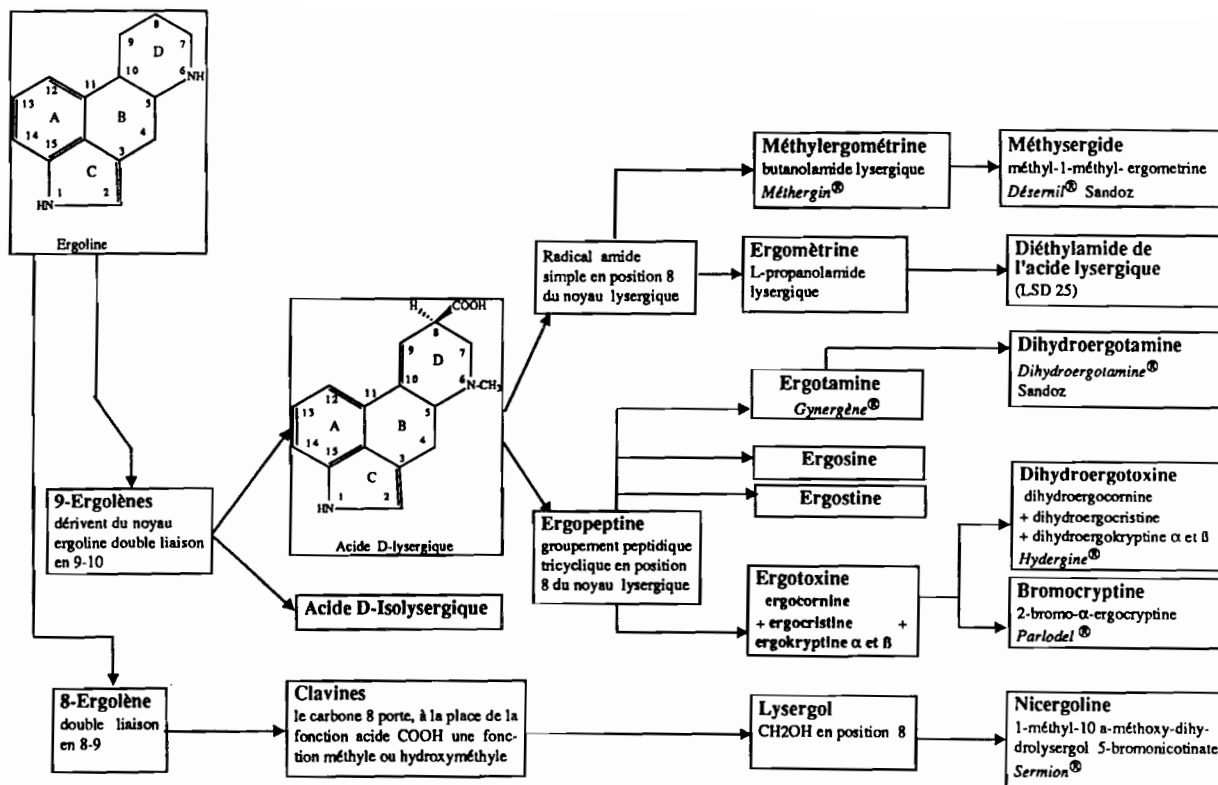 8
9
7
D
10
6
NH
11
12
5
13
A
B
4
14
15
3
C
1
2
HN
Ergoline
9-Ergolènes
dérivent du noyau
ergoline double liaison
en 9-10
8-Ergolène
double liaison
en 8-9
H
COOH
8
9
7
D
10
6
N-CH3
11
12
5
13
A
B
4
14
15
3
C
1
2
HN
Acide D-lysergique
Acide D-Isolysergique
Clavines
le carbone 8 porte, à la place de la
fonction acide COOH une fonc-
tion méthyle ou hydroxyméthyle
Radical amide
simple en position 8
du noyau lysergique
Ergopeptine
groupement peptidique
tricyclique en position
8 du noyau lysergique
Méthylergométrine
butanolamide lysergique
Méthergin®
Ergomètrine
L-propanolamide
lysergique
Ergotamine
Gynergène®
Ergosine
Ergostine
Ergotoxine
ergocornine
+ ergocristine +
ergokryptine α et ß
Lysergol
CH2OH en position 8
Méthysergide
méthyl-1-méthyl- ergometrine
Désernil® Sandoz
Diéthylamide de
l'acide lysergique
(LSD 25)
Dihydroergotamine
Dihydroergotamine®
Sandoz
Dihydroergotoxine
dihydroergocornine
+ dihydroergocristine
+ dihydroergokryptine α et ß
Hydergine®
Bromocryptine
2-bromo-α-ergocryptine
Parlodel ®
Nicergoline
1-méthyl-10 a-méthoxy-dihy-
drolysergol 5-bromonicotinate
Sermion®